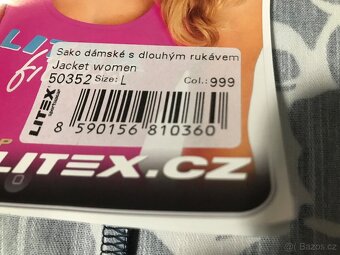 Sako dámské s dlouhým rukávem
Jacket women
50352 Size: L Col.: 999
LITEX
8 590156 810360
LITEX.CZ
Bazos.cz